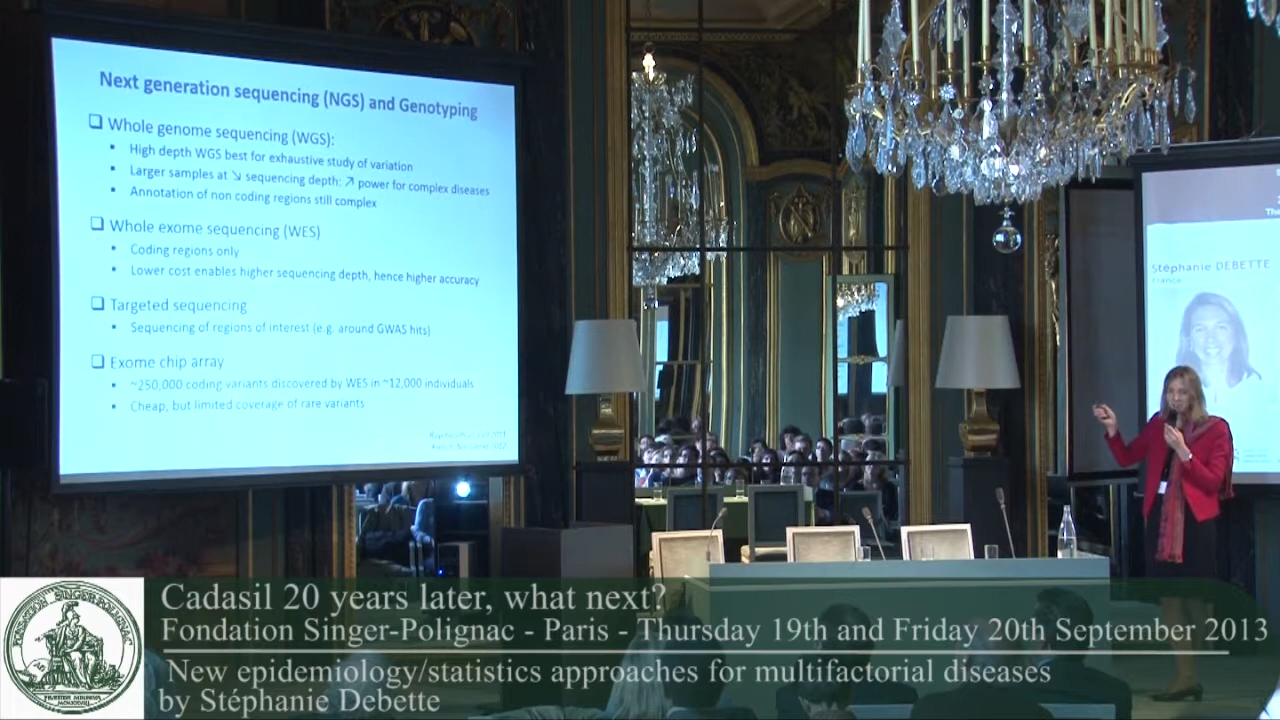 Next generation sequencing (NGS) and Genotyping
❑ Whole genome sequencing (WGS):
▪ High depth WGS best for exhaustive study of variation
▪ Larger samples at ↘ sequencing depth: ↗ power for complex diseases
▪ Annotation of non coding regions still complex
❑ Whole exome sequencing (WES)
▪ Coding regions only
▪ Lower cost enables higher sequencing depth, hence higher accuracy
❑ Targeted sequencing
▪ Sequencing of regions of interest (e.g. around GWAS hits)
❑ Exome chip array
▪ ~250,000 coding variants discovered by WES in ~12,000 individuals
▪ Cheap, but limited coverage of rare variants
Stéphanie DEBETTE
France
FONDATION SINGER-POLIGNAC
Cadasil 20 years later, what next?
Fondation Singer-Polignac - Paris - Thursday 19th and Friday 20th September 2013
New epidemiology/statistics approaches for multifactorial diseases
by Stéphanie Debette